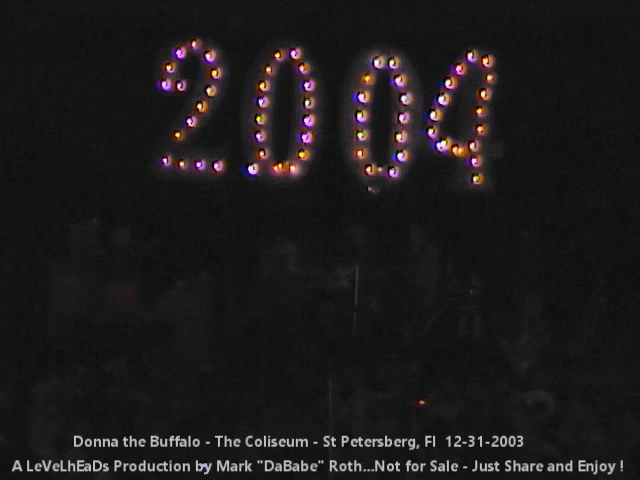 2004
Donna the Buffalo - The Coliseum - St Petersberg, Fl 12-31-2003
A LeVeLhEaDs Production by Mark "DaBabe" Roth...Not for Sale - Just Share and Enjoy !